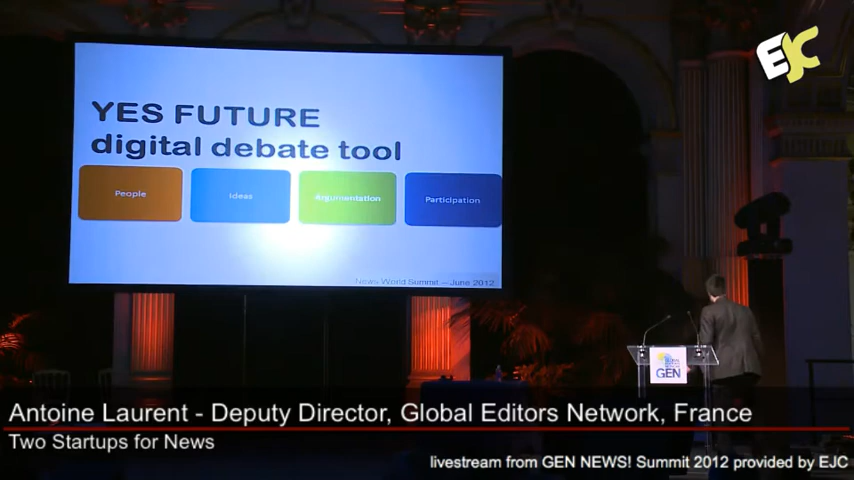 EJC
YES FUTURE
digital debate tool
People
Ideas
Argumentation
Participation
News World Summit – June 2012
GEN
Antoine Laurent - Deputy Director, Global Editors Network, France
Two Startups for News
livestream from GEN NEWS! Summit 2012 provided by EJC